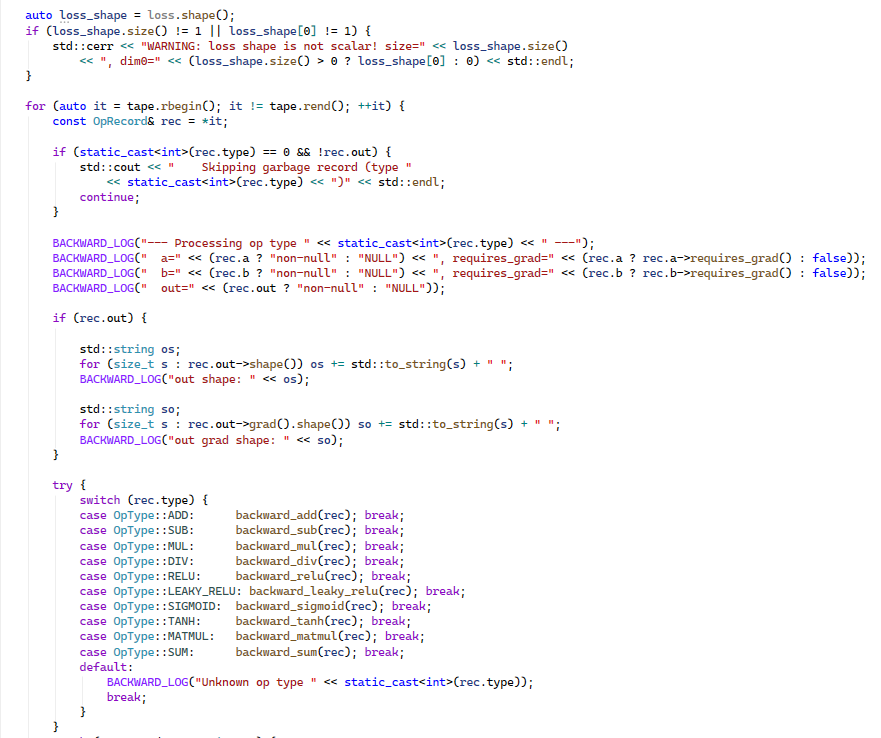 auto loss_shape = loss.shape();
if (loss_shape.size() != 1 || loss_shape[0] != 1) {
    std::cerr << "WARNING: loss shape is not scalar! size=" << loss_shape.size()
        << ", dim0=" << (loss_shape.size() > 0 ? loss_shape[0] : 0) << std::endl;
}
for (auto it = tape.rbegin(); it != tape.rend(); ++it) {
    const OpRecord& rec = *it;
    if (static_cast<int>(rec.type) == 0 && !rec.out) {
        std::cout << "    Skipping garbage record (type "
            << static_cast<int>(rec.type) << ")" << std::endl;
        continue;
    }
    BACKWARD_LOG("--- Processing op type " << static_cast<int>(rec.type) << " ---");
    BACKWARD_LOG("  a=" << (rec.a ? "non-null" : "NULL") << ", requires_grad=" << (rec.a ? rec.a->requires_grad() : false));
    BACKWARD_LOG("  b=" << (rec.b ? "non-null" : "NULL") << ", requires_grad=" << (rec.b ? rec.b->requires_grad() : false));
    BACKWARD_LOG("  out=" << (rec.out ? "non-null" : "NULL"));
    if (rec.out) {
        std::string os;
        for (size_t s : rec.out->shape()) os += std::to_string(s) + " ";
        BACKWARD_LOG("out shape: " << os);
        std::string so;
        for (size_t s : rec.out->grad().shape()) so += std::to_string(s) + " ";
        BACKWARD_LOG("out grad shape: " << so);
    }
    try {
        switch (rec.type) {
        case OpType::ADD:      backward_add(rec); break;
        case OpType::SUB:      backward_sub(rec); break;
        case OpType::MUL:      backward_mul(rec); break;
        case OpType::DIV:      backward_div(rec); break;
        case OpType::RELU:     backward_relu(rec); break;
        case OpType::LEAKY_RELU: backward_leaky_relu(rec); break;
        case OpType::SIGMOID:  backward_sigmoid(rec); break;
        case OpType::TANH:     backward_tanh(rec); break;
        case OpType::MATMUL:   backward_matmul(rec); break;
        case OpType::SUM:      backward_sum(rec); break;
        default:
            BACKWARD_LOG("Unknown op type " << static_cast<int>(rec.type));
            break;
        }
    }